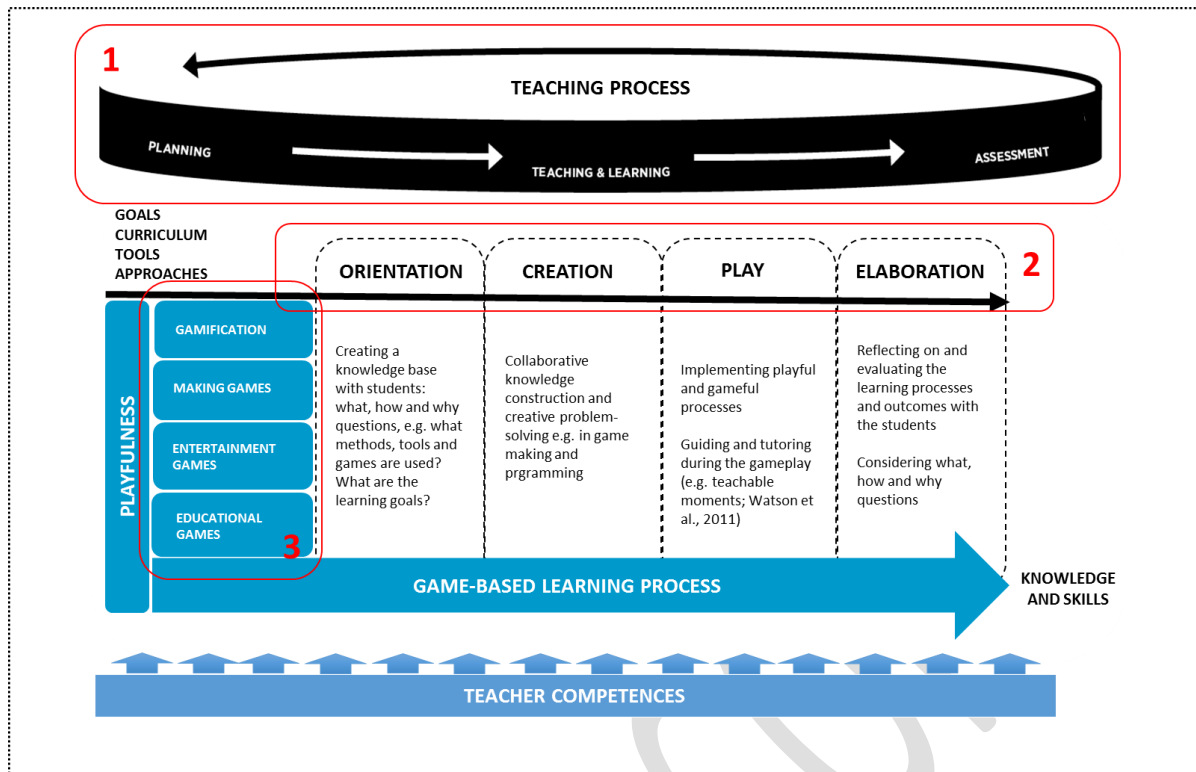 1
TEACHING PROCESS
PLANNING
TEACHING & LEARNING
ASSESSMENT
GOALS
CURRICULUM
TOOLS
APPROACHES
2
ORIENTATION
CREATION
PLAY
ELABORATION
PLAYFULNESS
GAMIFICATION
MAKING GAMES
ENTERTAINMENT
GAMES
EDUCATIONAL
GAMES
3
Creating a
knowledge base
with students:
what, how and why
questions, e.g. what
methods, tools and
games are used?
What are the
learning goals?
Collaborative
knowledge
construction and
creative problem-
solving e.g. in game
making and
prgramming
Implementing playful
and gameful
processes
Guiding and tutoring
during the gameplay
(e.g. teachable
moments; Watson et
al., 2011)
Reflecting on and
evaluating the
learning processes
and outcomes with
the students
Considering what,
how and why
questions
GAME-BASED LEARNING PROCESS
KNOWLEDGE
AND SKILLS
TEACHER COMPETENCES